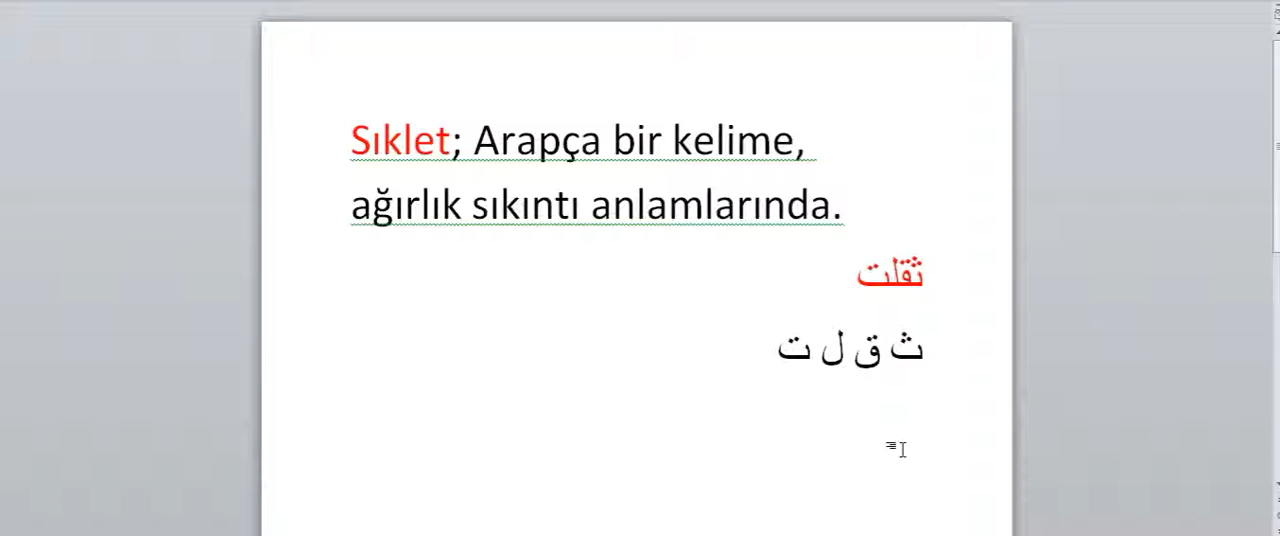 Sıklet; Arapça bir kelime,
ağırlık sıkıntı anlamlarında.
ثقلت
ث ق ل ت